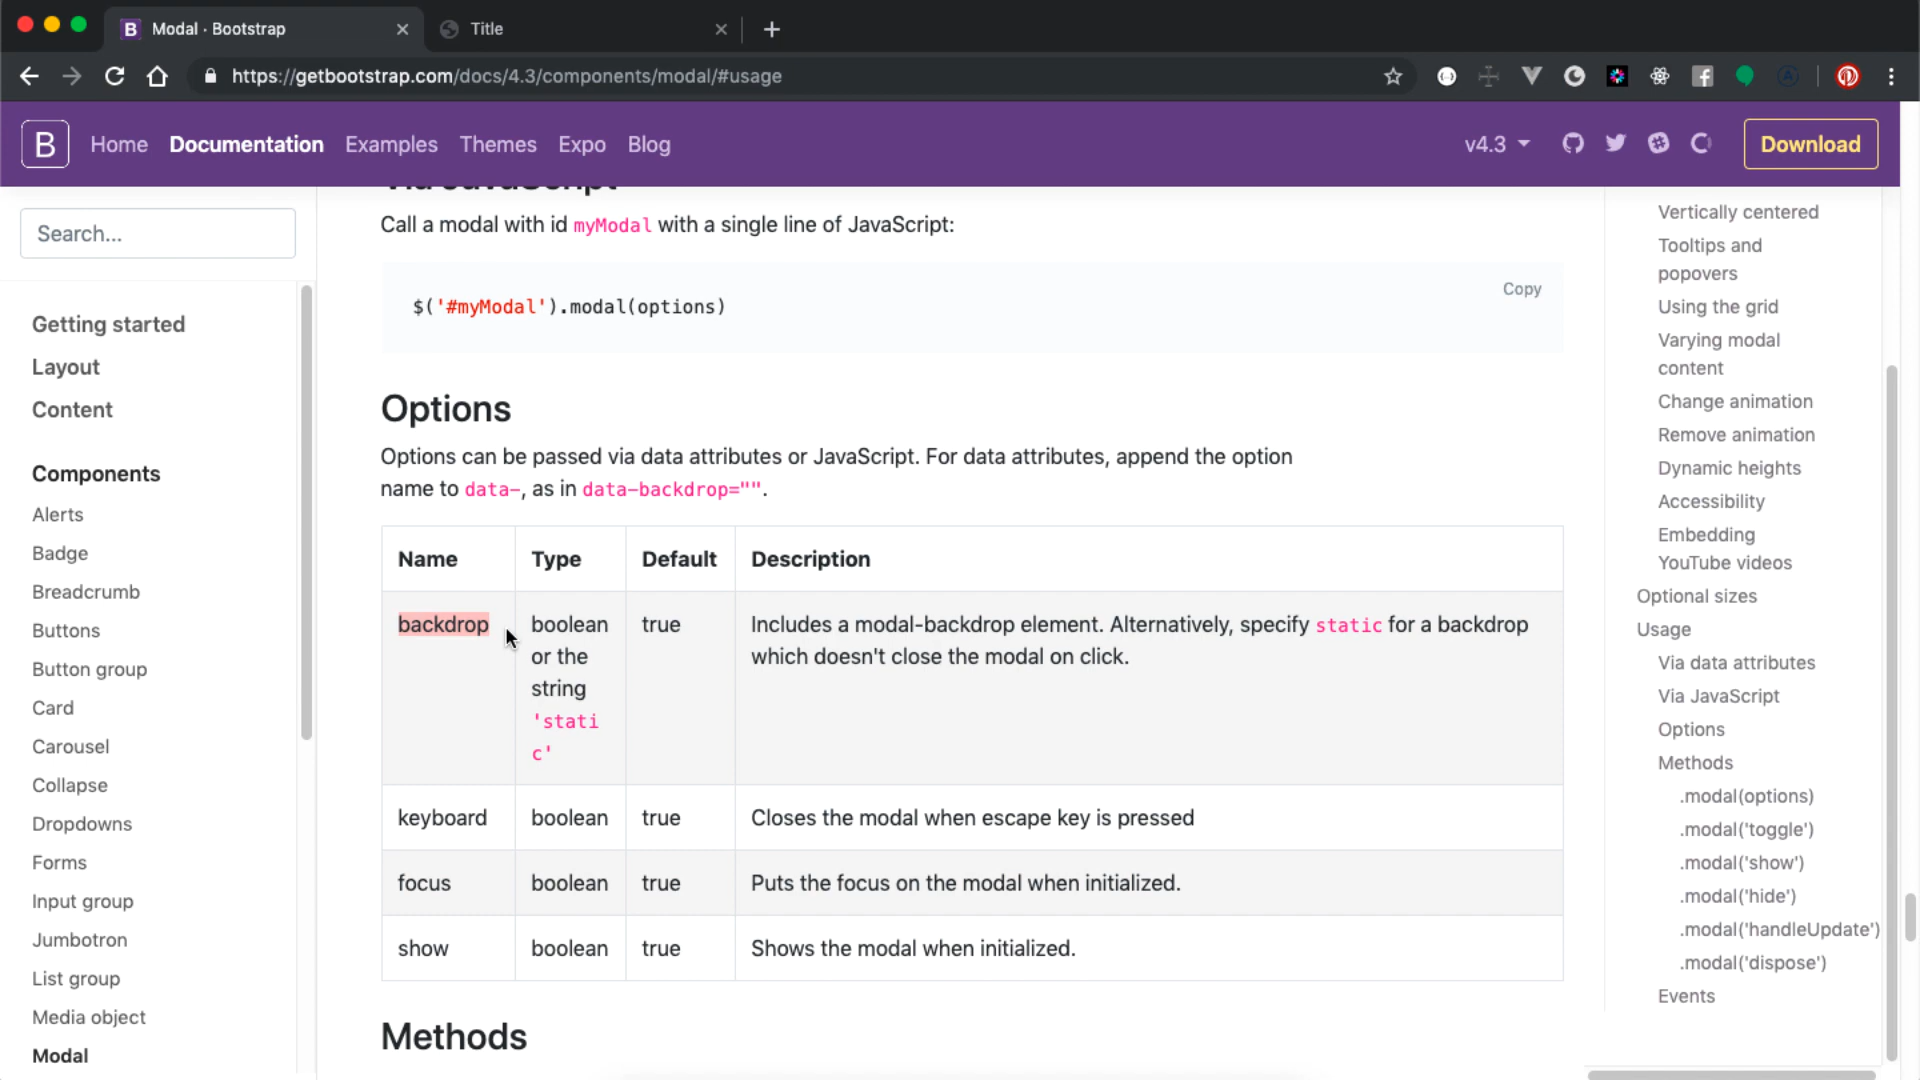 Modal · Bootstrap
Title
https://getbootstrap.com/docs/4.3/components/modal/#usage
B
Home
Documentation
Examples
Themes
Expo
Blog
v4.3
Download
Search...
Getting started
Layout
Content
Components
Alerts
Badge
Breadcrumb
Buttons
Button group
Card
Carousel
Collapse
Dropdowns
Forms
Input group
Jumbotron
List group
Media object
Modal
Via JavaScript
Call a modal with id myModal with a single line of JavaScript:
Copy
$('#myModal').modal(options)
Options
Options can be passed via data attributes or JavaScript. For data attributes, append the option
name to data-, as in data-backdrop="".
Name Type Default Description
backdrop
boolean
or the
string
'stati
c'
true
Includes a modal-backdrop element. Alternatively, specify static for a backdrop
which doesn't close the modal on click.
keyboard boolean true Closes the modal when escape key is pressed
focus boolean true Puts the focus on the modal when initialized.
show boolean true Shows the modal when initialized.
Methods
Vertically centered
Tooltips and
popovers
Using the grid
Varying modal
content
Change animation
Remove animation
Dynamic heights
Accessibility
Embedding
YouTube videos
Optional sizes
Usage
Via data attributes
Via JavaScript
Options
Methods
.modal(options)
.modal('toggle')
.modal('show')
.modal('hide')
.modal('handleUpdate')
.modal('dispose')
Events